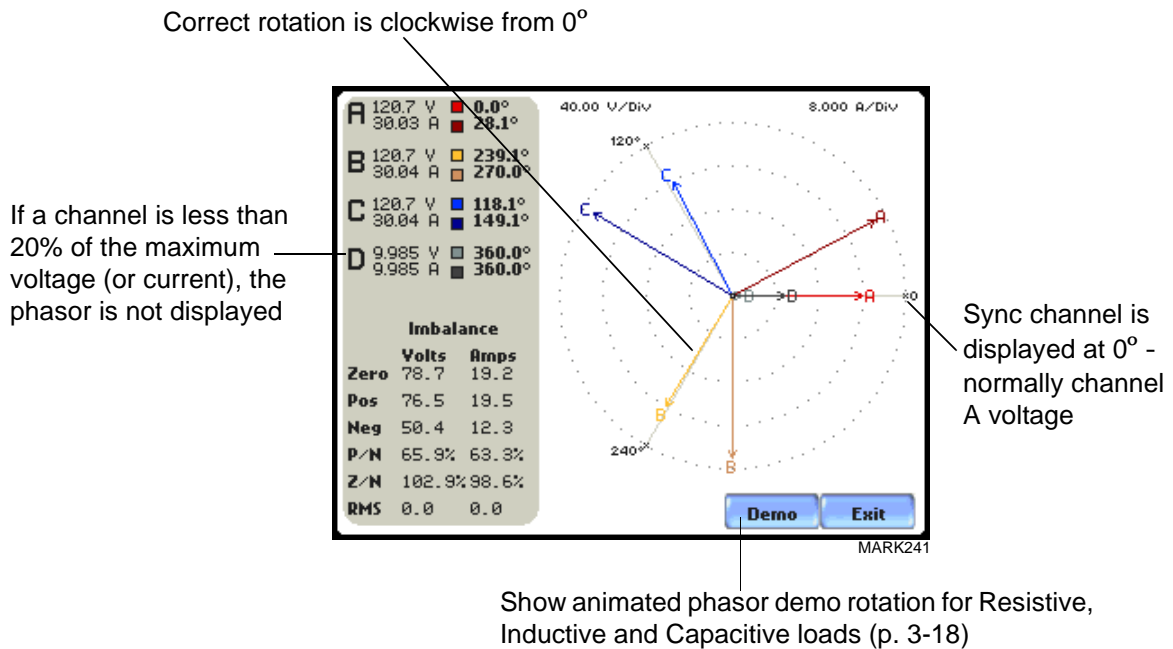 Correct rotation is clockwise from 0°
A 120.7 V 0.0°
30.03 A 28.1°
B 120.7 V 239.1°
30.04 A 270.0°
C 120.7 V 118.1°
30.04 A 149.1°
D 9.985 V 360.0°
9.985 A 360.0°
Imbalance
Volts Amps
Zero 78.7 19.2
Pos 76.5 19.5
Neg 50.4 12.3
P/N 65.9% 63.3%
Z/N 102.9% 98.6%
RMS 0.0 0.0
40.00 V/Div
8.000 A/Div
120°
C
C
A
D
D
A
0
B
240°
B
Demo
Exit
MARK241
If a channel is less than
20% of the maximum
voltage (or current), the
phasor is not displayed
Sync channel is
displayed at 0° -
normally channel
A voltage
Show animated phasor demo rotation for Resistive,
Inductive and Capacitive loads (p. 3-18)